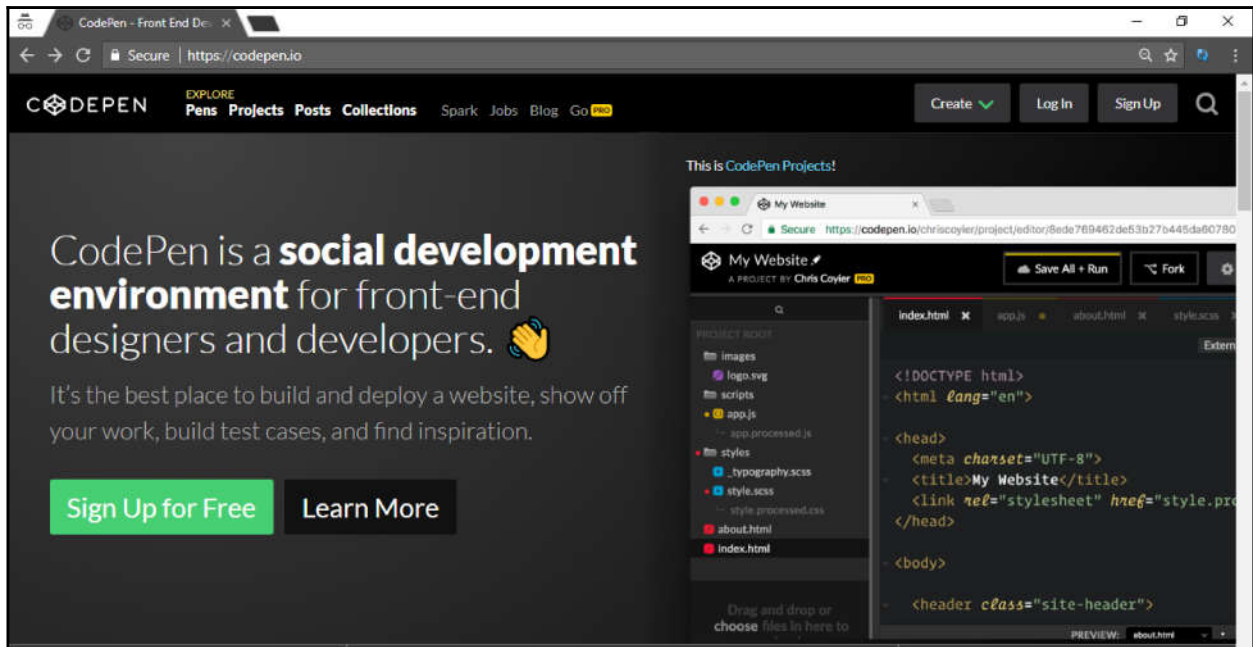 CodePen - Front End De
Secure | https://codepen.io
CODEPEN
EXPLORE
Pens Projects Posts Collections Spark Jobs Blog Go PRO
Create Log In Sign Up
This is CodePen Projects!
CodePen is a social development
environment for front-end
designers and developers.
It's the best place to build and deploy a website, show off
your work, build test cases, and find inspiration.
Sign Up for Free Learn More
My Website
Secure https://codepen.io/chriscoyier/project/editor/8ede769462de53b27b445da60780
My Website
A PROJECT BY Chris Coyier PRO
Save All + Run Fork
PROJECT ROOT
images
logo.svg
scripts
app.js
app.processed.js
styles
_typography.scss
style.scss
style.processed.css
about.html
index.html
Drag and drop or
choose files in here to
index.html app.js about.html style.scss
Extern
<!DOCTYPE html>
<html lang="en">
<head>
<meta charset="UTF-8">
<title>My Website</title>
<link rel="stylesheet" href="style.pro
</head>
<body>
<header class="site-header">
PREVIEW: about.html